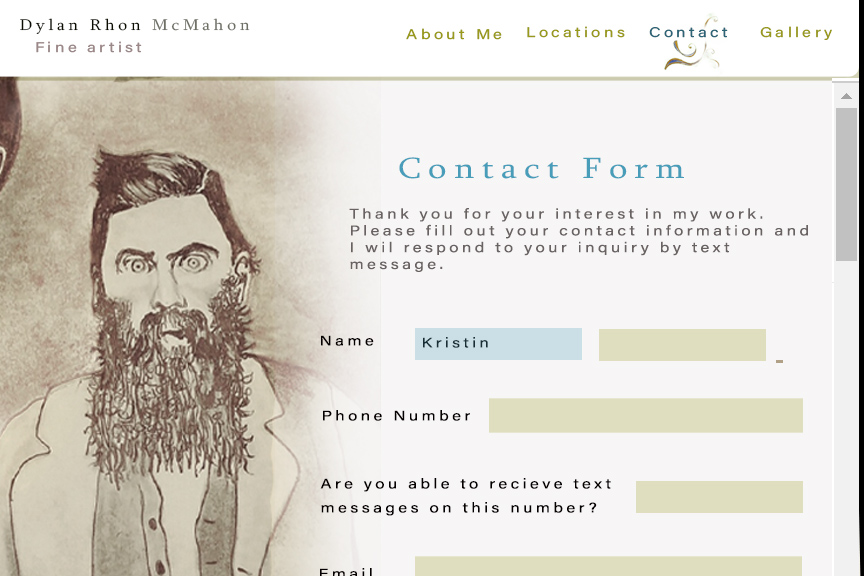 Dylan Rhon McMahon
Fine artist
About Me Locations Contact Gallery
Contact Form
Thank you for your interest in my work.
Please fill out your contact information and
I wil respond to your inquiry by text
message.
Name Kristin
Phone Number
Are you able to recieve text
messages on this number?
Email